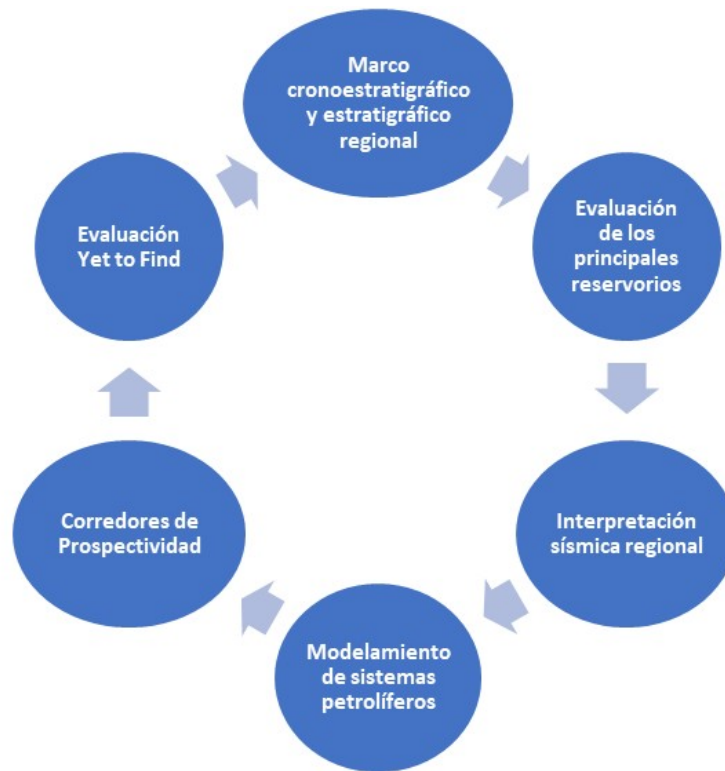 Marco
cronoestratigráfico
y estratigráfico
regional
Evaluación
de los
principales
reservorios
Interpretación
sísmica regional
Modelamiento
de sistemas
petrolíferos
Corredores de
Prospectividad
Evaluación
Yet to Find